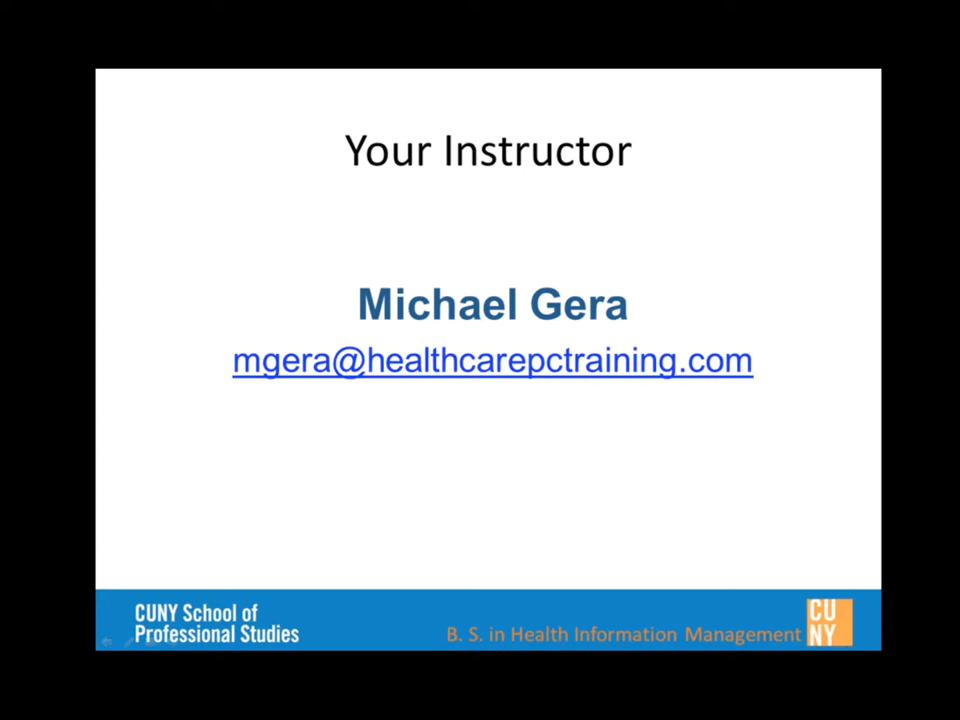 Your Instructor
Michael Gera
mgera@healthcarepctraining.com
CUNY School of
Professional Studies
B. S. in Health Information Management
CU
NY